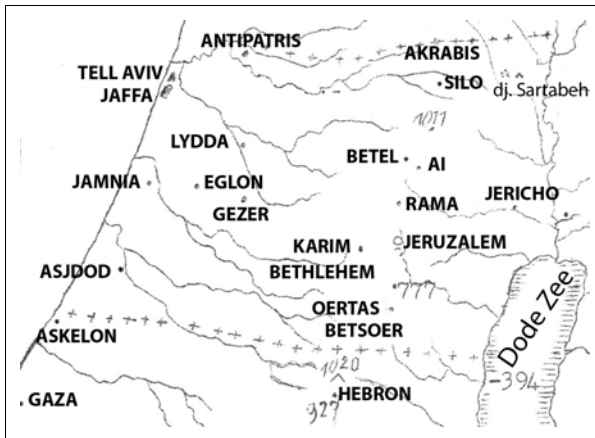 ANTIPATRIS
AKRABIS
TELL AVIV
JAFFA
SILO
dj. Sartabeh
1011
LYDDA
BETEL
AI
JAMNIA
EGLON
GEZER
RAMA
JERICHO
KARIM
JERUZALEM
BETHLEHEM
ASJDOD
777
OERTAS
BETSOER
ASKELON
Dode Zee
-394
1020
HEBRON
927
GAZA